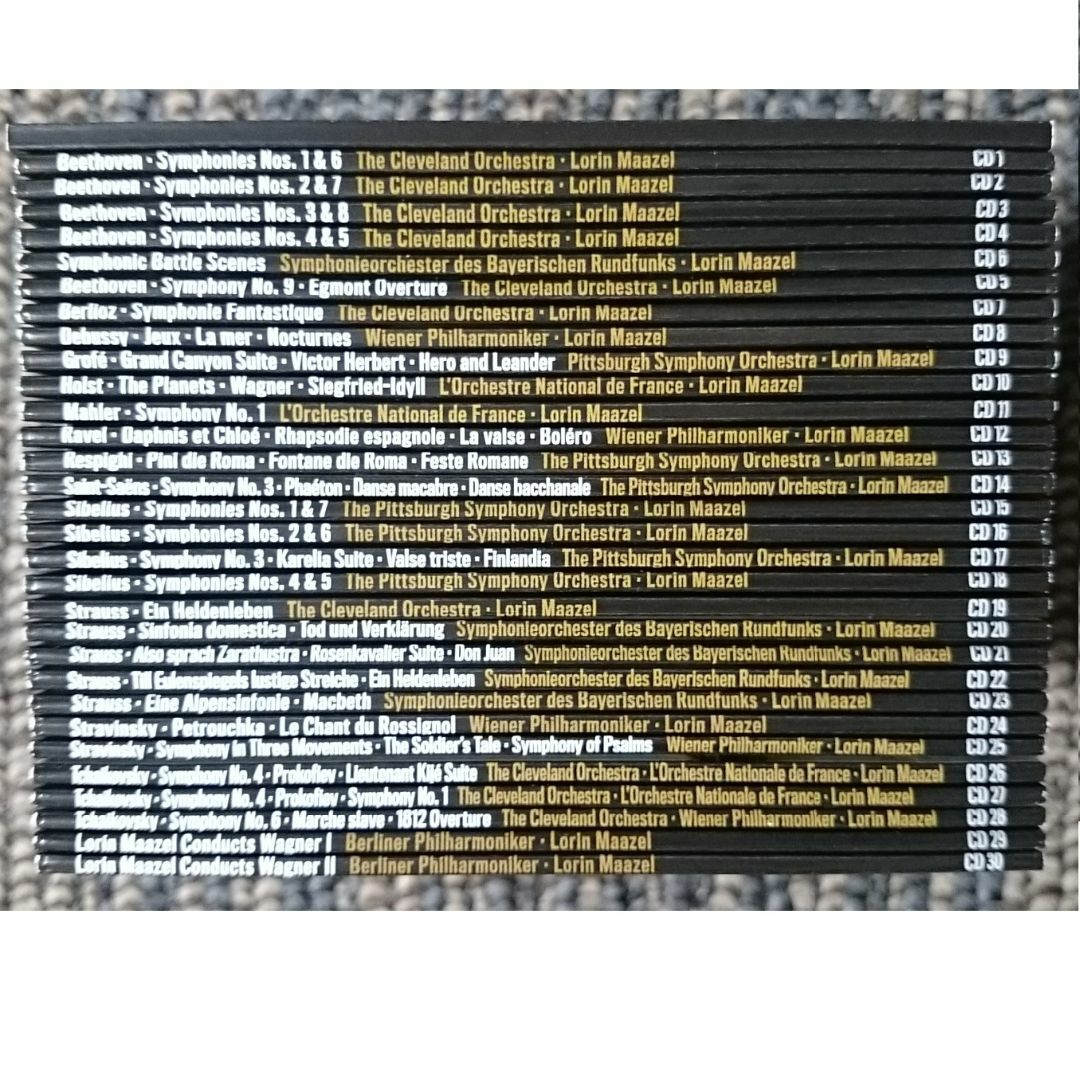 Beethoven · Symphonies Nos. 1 & 6 The Cleveland Orchestra · Lorin Maazel CD 1
Beethoven · Symphonies Nos. 2 & 7 The Cleveland Orchestra · Lorin Maazel CD 2
Beethoven · Symphonies Nos. 3 & 8 The Cleveland Orchestra · Lorin Maazel CD 3
Beethoven · Symphonies Nos. 4 & 5 The Cleveland Orchestra · Lorin Maazel CD 4
Symphonic Battle Scenes Symphonieorchester des Bayerischen Rundfunks · Lorin Maazel CD 6
Beethoven · Symphony No. 9 · Egmont Overture The Cleveland Orchestra · Lorin Maazel CD 5
Berlioz · Symphonie Fantastique The Cleveland Orchestra · Lorin Maazel CD 7
Debussy · Jeux · La mer · Nocturnes Wiener Philharmoniker · Lorin Maazel CD 8
Grofé · Grand Canyon Suite · Victor Herbert · Hero and Leander Pittsburgh Symphony Orchestra · Lorin Maazel CD 9
Holst · The Planets · Wagner · Siegfried-Idyll L'Orchestre National de France · Lorin Maazel CD 10
Mahler · Symphony No. 1 L'Orchestre National de France · Lorin Maazel CD 11
Ravel · Daphnis et Chloé · Rhapsodie espagnole · La valse · Boléro Wiener Philharmoniker · Lorin Maazel CD 12
Respighi · Pini die Roma · Fontane die Roma · Feste Romane The Pittsburgh Symphony Orchestra · Lorin Maazel CD 13
Saint-Saëns · Symphony No. 3 · Phaéton · Danse macabre · Danse bacchanale The Pittsburgh Symphony Orchestra · Lorin Maazel CD 14
Sibelius · Symphonies Nos. 1 & 7 The Pittsburgh Symphony Orchestra · Lorin Maazel CD 15
Sibelius · Symphonies Nos. 2 & 6 The Pittsburgh Symphony Orchestra · Lorin Maazel CD 16
Sibelius · Symphony No. 3 · Karelia Suite · Valse triste · Finlandia The Pittsburgh Symphony Orchestra · Lorin Maazel CD 17
Sibelius · Symphonies Nos. 4 & 5 The Pittsburgh Symphony Orchestra · Lorin Maazel CD 18
Strauss · Ein Heldenleben The Cleveland Orchestra · Lorin Maazel CD 19
Strauss · Sinfonia domestica · Tod und Verklärung Symphonieorchester des Bayerischen Rundfunks · Lorin Maazel CD 20
Strauss · Also sprach Zarathustra · Rosenkavalier Suite · Don Juan Symphonieorchester des Bayerischen Rundfunks · Lorin Maazel CD 21
Strauss · Till Eulenspiegels lustige Streiche · Ein Heldenleben Symphonieorchester des Bayerischen Rundfunks · Lorin Maazel CD 22
Strauss · Eine Alpensinfonie · Macbeth Symphonieorchester des Bayerischen Rundfunks · Lorin Maazel CD 23
Stravinsky · Petrouchka · Le Chant du Rossignol Wiener Philharmoniker · Lorin Maazel CD 24
Stravinsky · Symphony in Three Movements · The Soldier's Tale · Symphony of Psalms Wiener Philharmoniker · Lorin Maazel CD 25
Tchaikovsky · Symphony No. 4 · Prokofiev · Lieutenant Kijé Suite The Cleveland Orchestra · L'Orchestre Nationale de France · Lorin Maazel CD 26
Tchaikovsky · Symphony No. 4 · Prokofiev · Symphony No. 1 The Cleveland Orchestra · L'Orchestre Nationale de France · Lorin Maazel CD 27
Tchaikovsky · Symphony No. 6 · Marche slave · 1812 Overture The Cleveland Orchestra · Wiener Philharmoniker · Lorin Maazel CD 28
Lorin Maazel Conducts Wagner I Berliner Philharmoniker · Lorin Maazel CD 29
Lorin Maazel Conducts Wagner II Berliner Philharmoniker · Lorin Maazel CD 30